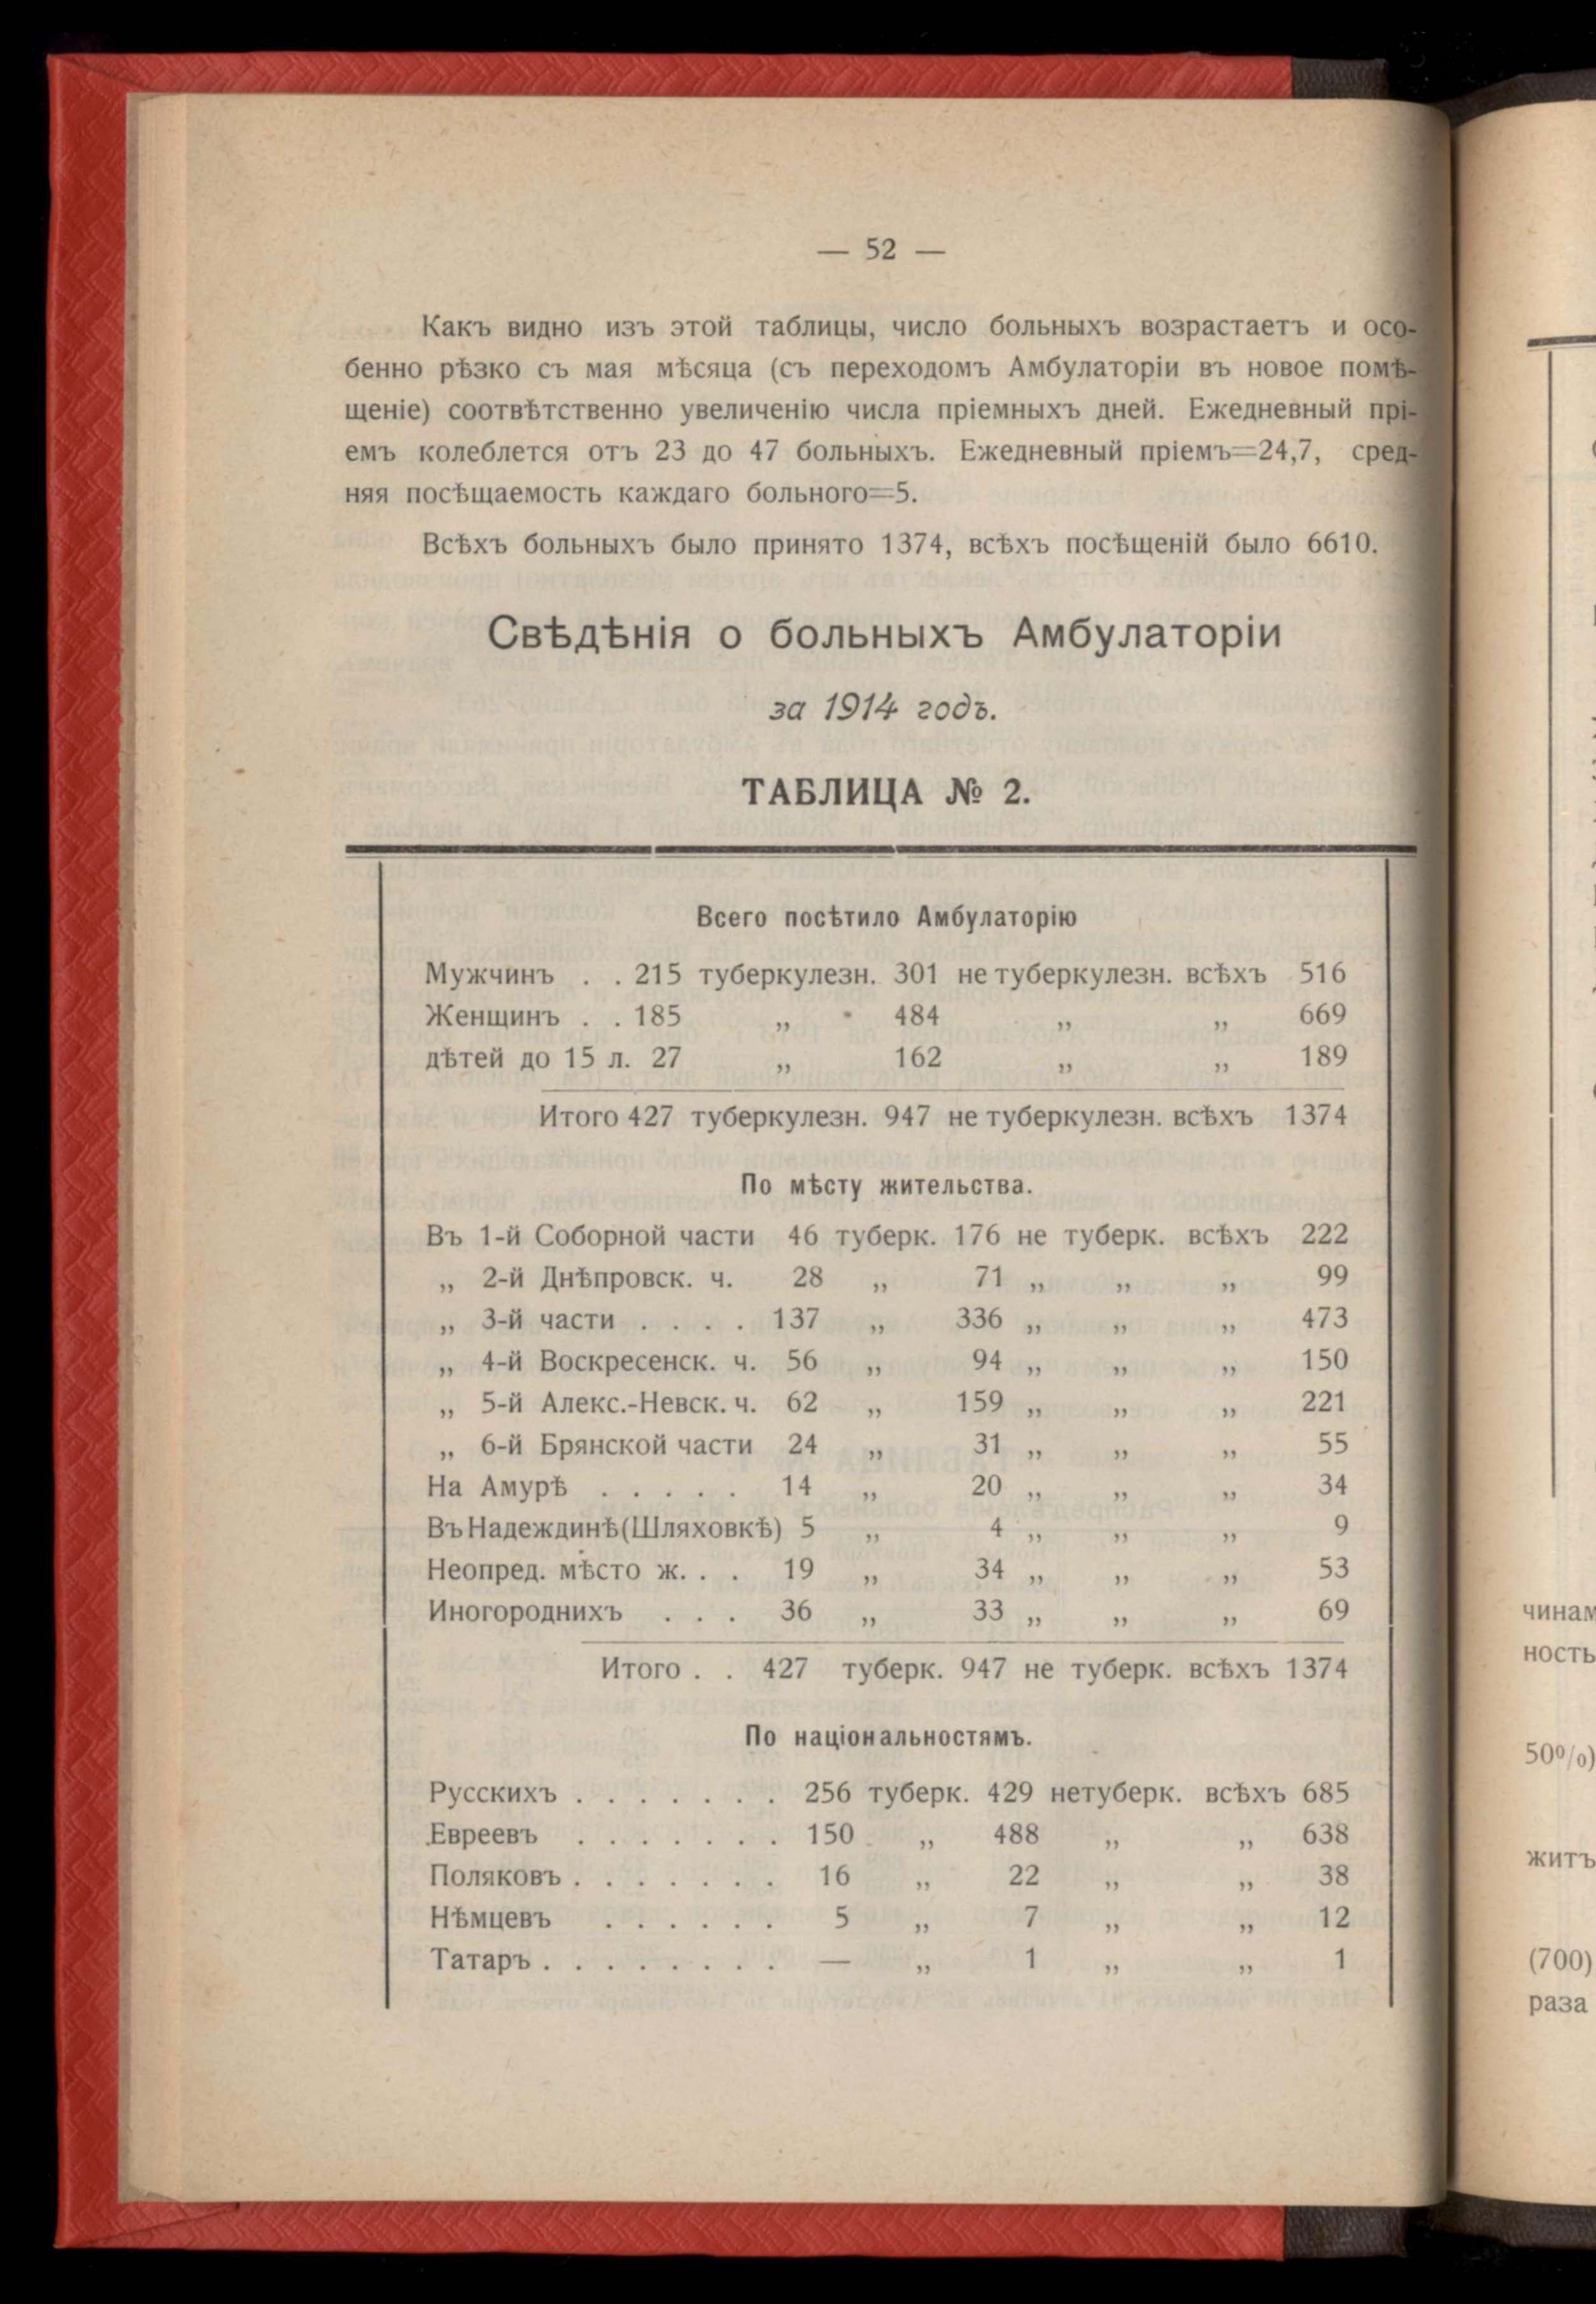 — 52 —
Какъ видно изъ этой таблицы, число больныхъ возрастаетъ и осо-
бенно рѣзко съ мая мѣсяца (съ переходомъ Амбулаторіи въ новое помѣ-
щеніе) соотвѣтственно увеличенію числа пріемныхъ дней. Ежедневный прі-
емъ колеблется отъ 23 до 47 больныхъ. Ежедневный пріемъ=24,7, сред-
няя посѣщаемость каждаго больного=5.
Всѣхъ больныхъ было принято 1374, всѣхъ посѣщеній было 6610.
Свѣдѣнія о больныхъ Амбулаторіи
за 1914 годъ.
ТАБЛИЦА № 2.
Всего посѣтило Амбулаторію
Мужчинъ . . 215 туберкулезн. 301 не туберкулезн. всѣхъ 516
Женщинъ . . 185 „ 484 „ „ 669
дѣтей до 15 л. 27 „ 162 „ „ 189
Итого 427 туберкулезн. 947 не туберкулезн. всѣхъ 1374
По мѣсту жительства.
Въ 1-й Соборной части 46 туберк. 176 не туберк. всѣхъ 222
„ 2-й Днѣпровск. ч. 28 „ 71 „ „ „ 99
„ 3-й части . . . . 137 „ 336 „ „ „ 473
„ 4-й Воскресенск. ч. 56 „ 94 „ „ „ 150
„ 5-й Алекс.-Невск. ч. 62 „ 159 „ „ „ 221
„ 6-й Брянской части 24 „ 31 „ „ „ 55
На Амурѣ . . . . . 14 „ 20 „ „ „ 34
Въ Надеждинѣ (Шляховкѣ) 5 „ 4 „ „ „ 9
Неопред. мѣсто ж. . . 19 „ 34 „ „ „ 53
Иногороднихъ . . . 36 „ 33 „ „ „ 69
Итого . . 427 туберк. 947 не туберк. всѣхъ 1374
По національностямъ.
Русскихъ . . . . . . . 256 туберк. 429 нетуберк. всѣхъ 685
Евреевъ . . . . . . . 150 „ 488 „ „ 638
Поляковъ . . . . . . . 16 „ 22 „ „ 38
Нѣмцевъ . . . . . . 5 „ 7 „ „ 12
Татаръ . . . . . . . . — „ 1 „ „ 1
ность
50%)
житъ
(700)
раза